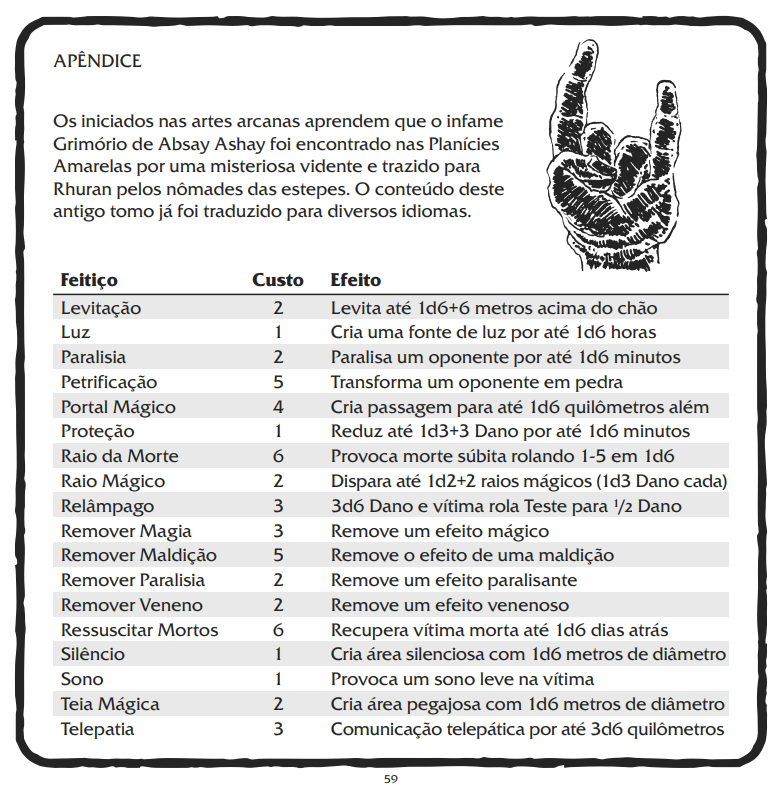 APÊNDICE
Os iniciados nas artes arcanas aprendem que o infame
Grimório de Absay Ashay foi encontrado nas Planícies
Amarelas por uma misteriosa vidente e trazido para
Rhuran pelos nômades das estepes. O conteúdo deste
antigo tomo já foi traduzido para diversos idiomas.
Feitiço Custo Efeito
Levitação 2 Levita até 1d6+6 metros acima do chão
Luz 1 Cria uma fonte de luz por até 1d6 horas
Paralisia 2 Paralisa um oponente por até 1d6 minutos
Petrificação 5 Transforma um oponente em pedra
Portal Mágico 4 Cria passagem para até 1d6 quilômetros além
Proteção 1 Reduz até 1d3+3 Dano por até 1d6 minutos
Raio da Morte 6 Provoca morte súbita rolando 1-5 em 1d6
Raio Mágico 2 Dispara até 1d2+2 raios mágicos (1d3 Dano cada)
Relâmpago 3 3d6 Dano e vítima rola Teste para ½ Dano
Remover Magia 3 Remove um efeito mágico
Remover Maldição 5 Remove o efeito de uma maldição
Remover Paralisia 2 Remove um efeito paralisante
Remover Veneno 2 Remove um efeito venenoso
Ressuscitar Mortos 6 Recupera vítima morta até 1d6 dias atrás
Silêncio 1 Cria área silenciosa com 1d6 metros de diâmetro
Sono 1 Provoca um sono leve na vítima
Teia Mágica 2 Cria área pegajosa com 1d6 metros de diâmetro
Telepatia 3 Comunicação telepática por até 3d6 quilômetros
59